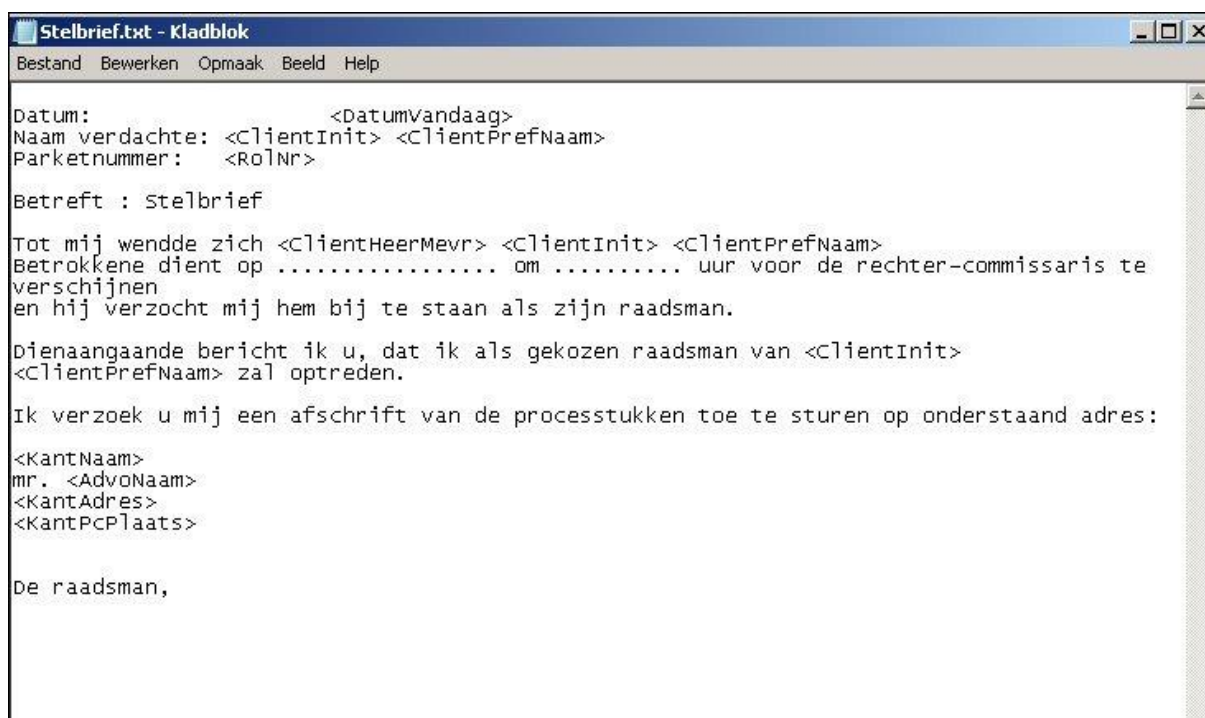 Stelbrief.txt - Kladblok
Bestand Bewerken Opmaak Beeld Help
Datum: <DatumVandaag>
Naam verdachte: <ClientInit> <ClientPrefNaam>
Parketnummer: <RolNr>
Betreft : Stelbrief
Tot mij wendde zich <ClientHeerMevr> <ClientInit> <ClientPrefNaam>
Betrokkene dient op ................. om .......... uur voor de rechter-commissaris te
verschijnen
en hij verzocht mij hem bij te staan als zijn raadsman.
Dienaangaande bericht ik u, dat ik als gekozen raadsman van <ClientInit>
<ClientPrefNaam> zal optreden.
Ik verzoek u mij een afschrift van de processtukken toe te sturen op onderstaand adres:
<KantNaam>
mr. <AdvoNaam>
<KantAdres>
<KantPcPlaats>
De raadsman,